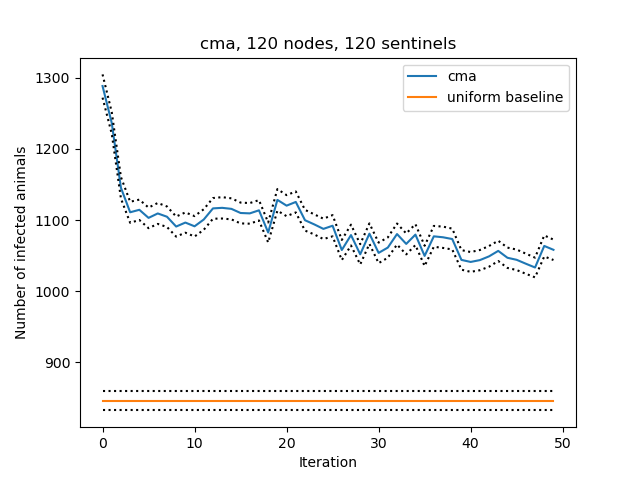 cma, 120 nodes, 120 sentinels
cma
uniform baseline
Number of infected animals
1300
1200
1100
1000
900
0 10 20 30 40 50
Iteration